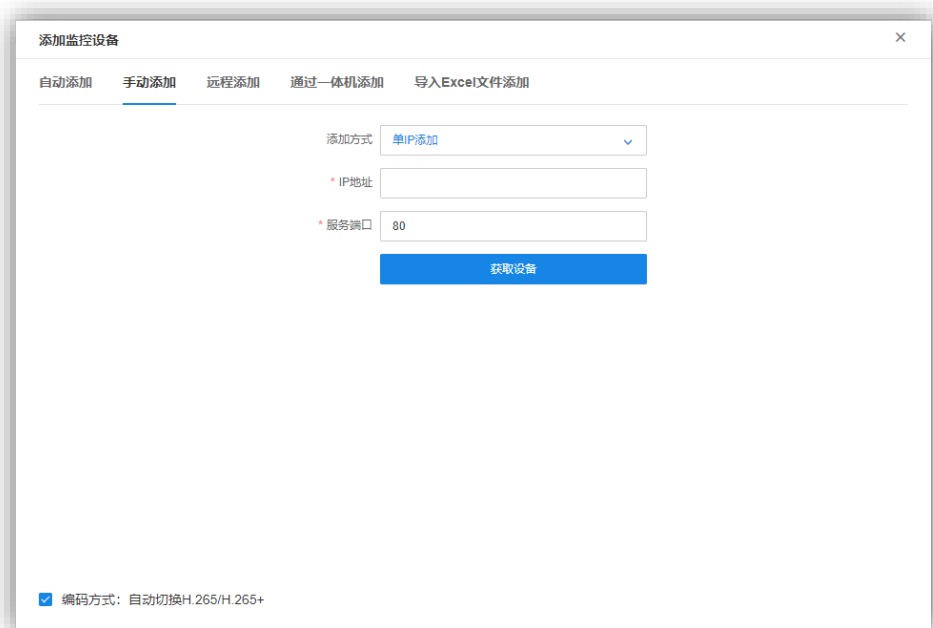 添加监控设备
自动添加 手动添加 远程添加 通过一体机添加 导入Excel文件添加
添加方式 单IP添加
* IP地址
* 服务端口 80
获取设备
编码方式：自动切换H.265/H.265+